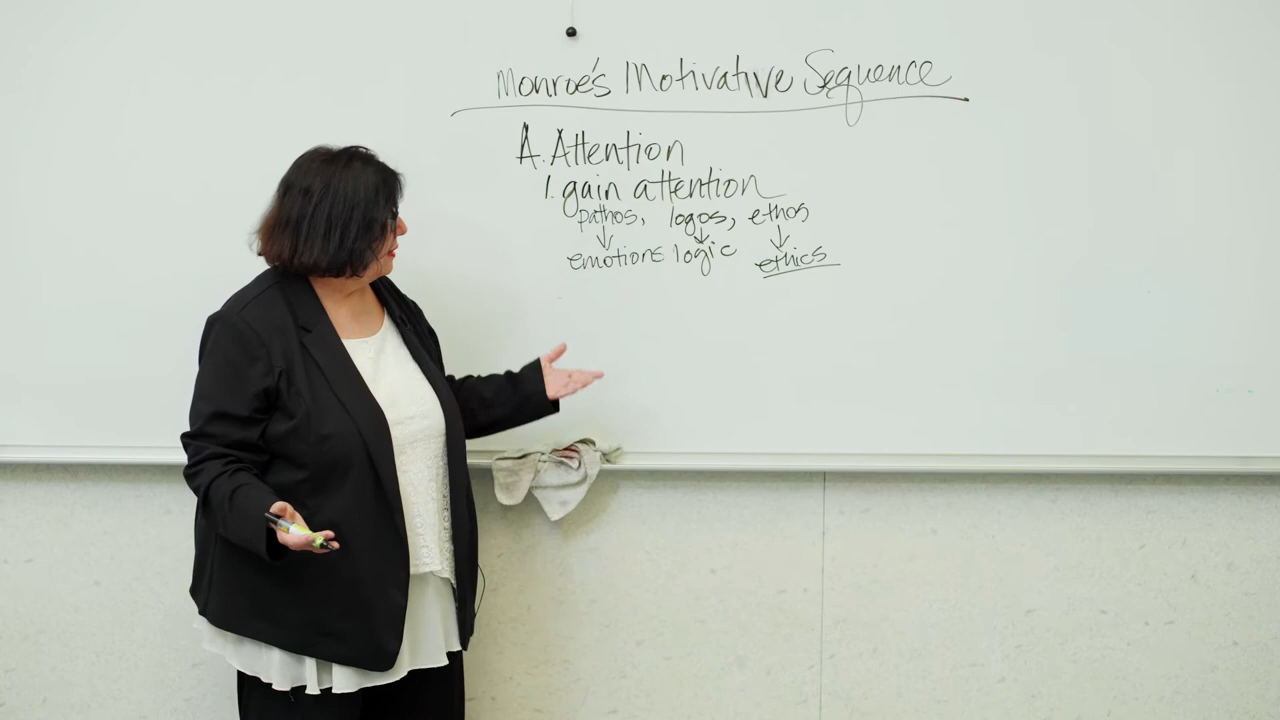 Monroe's Motivative Sequence
A. Attention
1. gain attention
pathos, logos, ethos
↓ ↓ ↓
emotions logic ethics